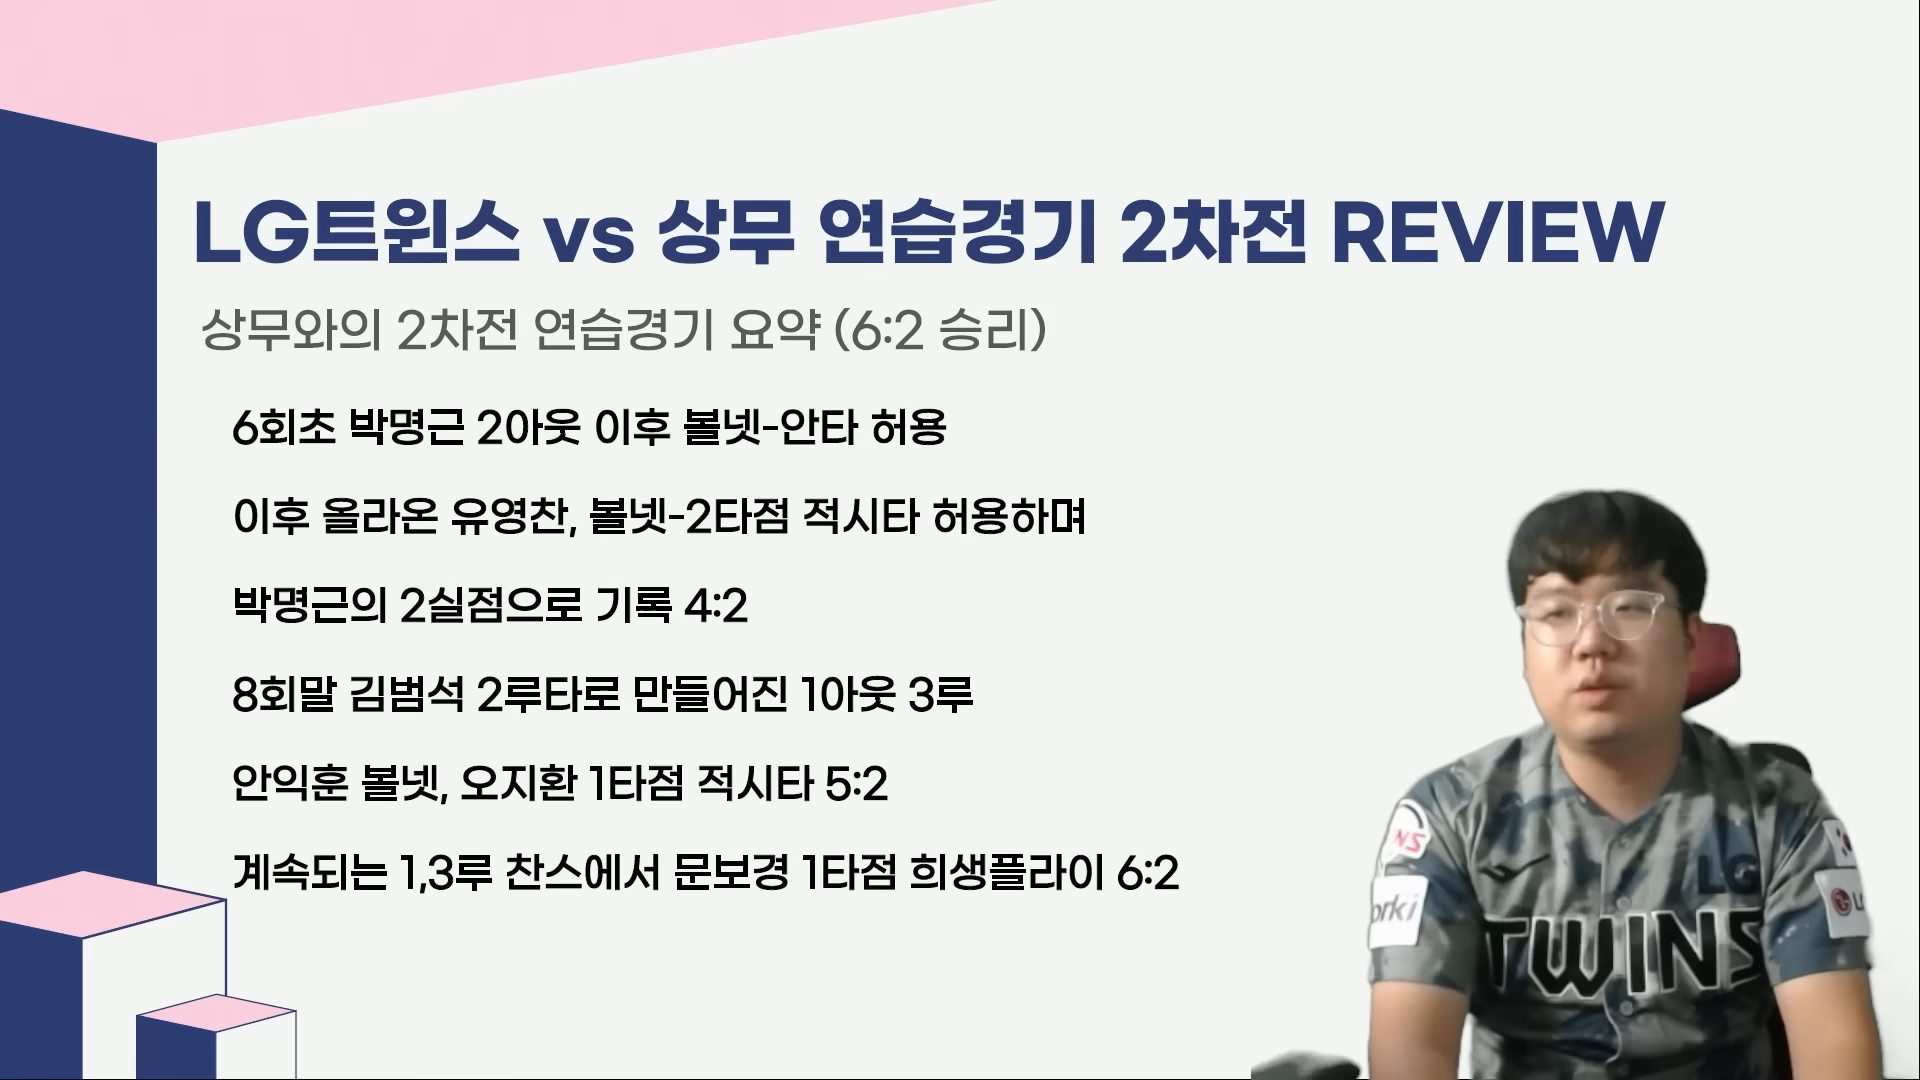 LG트윈스 vs 상무 연습경기 2차전 REVIEW
상무와의 2차전 연습경기 요약 (6:2 승리)
6회초 박명근 2아웃 이후 볼넷-안타 허용
이후 올라온 유영찬, 볼넷-2타점 적시타 허용하며
박명근의 2실점으로 기록 4:2
8회말 김범석 2루타로 만들어진 1아웃 3루
안익훈 볼넷, 오지환 1타점 적시타 5:2
계속되는 1,3루 찬스에서 문보경 1타점 희생플라이 6:2
LG
TWINS